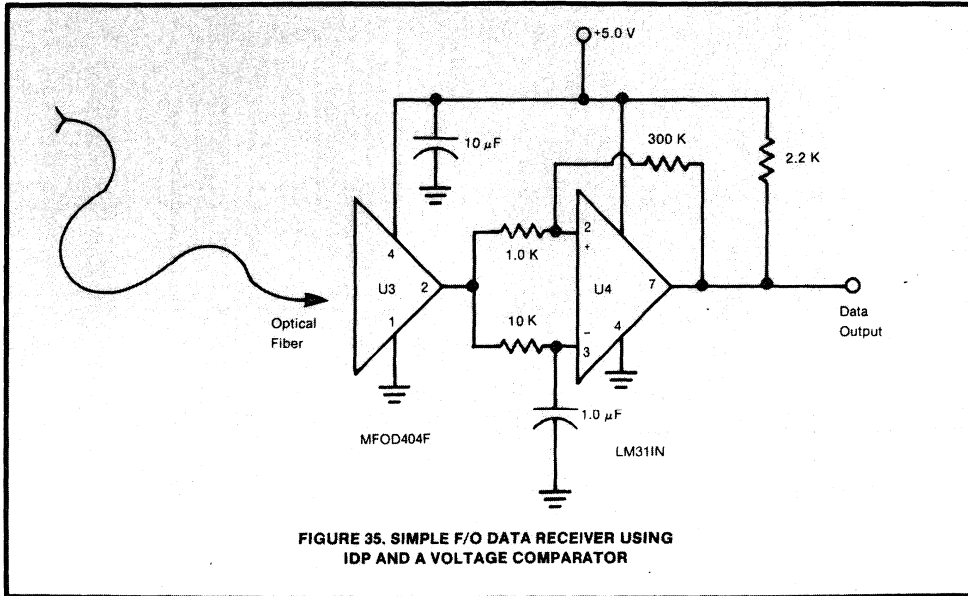 +5.0 V
10 µF
300 K
2.2 K
4
U3
2
1
1.0 K
10 K
2
+
U4
7
–
3
4
Optical
Fiber
Data
Output
1.0 µF
MFOD404F
LM31IN
FIGURE 35. SIMPLE F/O DATA RECEIVER USING
IDP AND A VOLTAGE COMPARATOR